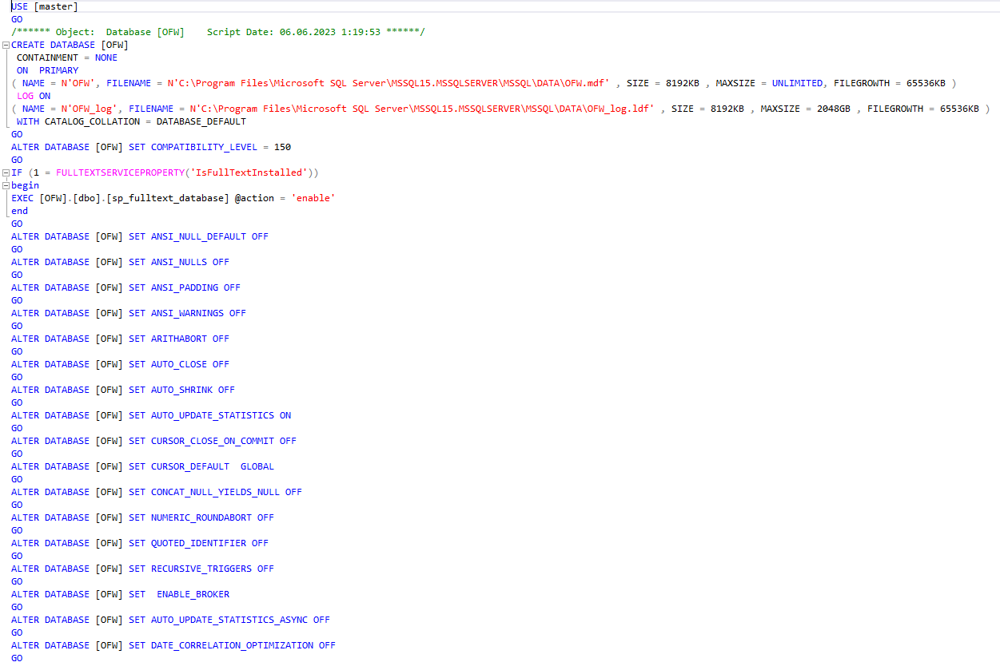 USE [master]
GO
/****** Object:  Database [OFW]    Script Date: 06.06.2023 1:19:53 ******/
CREATE DATABASE [OFW]
 CONTAINMENT = NONE
 ON  PRIMARY
( NAME = N'OFW', FILENAME = N'C:\Program Files\Microsoft SQL Server\MSSQL15.MSSQLSERVER\MSSQL\DATA\OFW.mdf' , SIZE = 8192KB , MAXSIZE = UNLIMITED, FILEGROWTH = 65536KB )
 LOG ON
( NAME = N'OFW_log', FILENAME = N'C:\Program Files\Microsoft SQL Server\MSSQL15.MSSQLSERVER\MSSQL\DATA\OFW_log.ldf' , SIZE = 8192KB , MAXSIZE = 2048GB , FILEGROWTH = 65536KB )
 WITH CATALOG_COLLATION = DATABASE_DEFAULT
GO
ALTER DATABASE [OFW] SET COMPATIBILITY_LEVEL = 150
GO
IF (1 = FULLTEXTSERVICEPROPERTY('IsFullTextInstalled'))
begin
EXEC [OFW].[dbo].[sp_fulltext_database] @action = 'enable'
end
GO
ALTER DATABASE [OFW] SET ANSI_NULL_DEFAULT OFF
GO
ALTER DATABASE [OFW] SET ANSI_NULLS OFF
GO
ALTER DATABASE [OFW] SET ANSI_PADDING OFF
GO
ALTER DATABASE [OFW] SET ANSI_WARNINGS OFF
GO
ALTER DATABASE [OFW] SET ARITHABORT OFF
GO
ALTER DATABASE [OFW] SET AUTO_CLOSE OFF
GO
ALTER DATABASE [OFW] SET AUTO_SHRINK OFF
GO
ALTER DATABASE [OFW] SET AUTO_UPDATE_STATISTICS ON
GO
ALTER DATABASE [OFW] SET CURSOR_CLOSE_ON_COMMIT OFF
GO
ALTER DATABASE [OFW] SET CURSOR_DEFAULT  GLOBAL
GO
ALTER DATABASE [OFW] SET CONCAT_NULL_YIELDS_NULL OFF
GO
ALTER DATABASE [OFW] SET NUMERIC_ROUNDABORT OFF
GO
ALTER DATABASE [OFW] SET QUOTED_IDENTIFIER OFF
GO
ALTER DATABASE [OFW] SET RECURSIVE_TRIGGERS OFF
GO
ALTER DATABASE [OFW] SET  ENABLE_BROKER
GO
ALTER DATABASE [OFW] SET AUTO_UPDATE_STATISTICS_ASYNC OFF
GO
ALTER DATABASE [OFW] SET DATE_CORRELATION_OPTIMIZATION OFF
GO